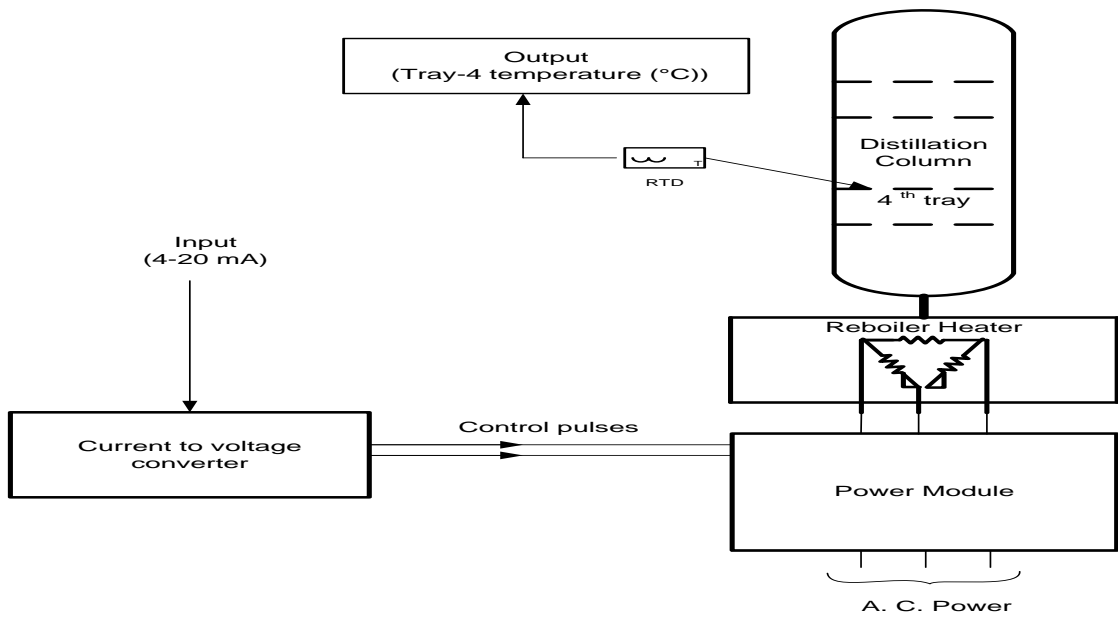 Output
(Tray-4 temperature (°C))
Distillation
Column
T
RTD
4 th tray
Input
(4-20 mA)
Reboiler Heater
Current to voltage
converter
Control pulses
Power Module
A. C. Power